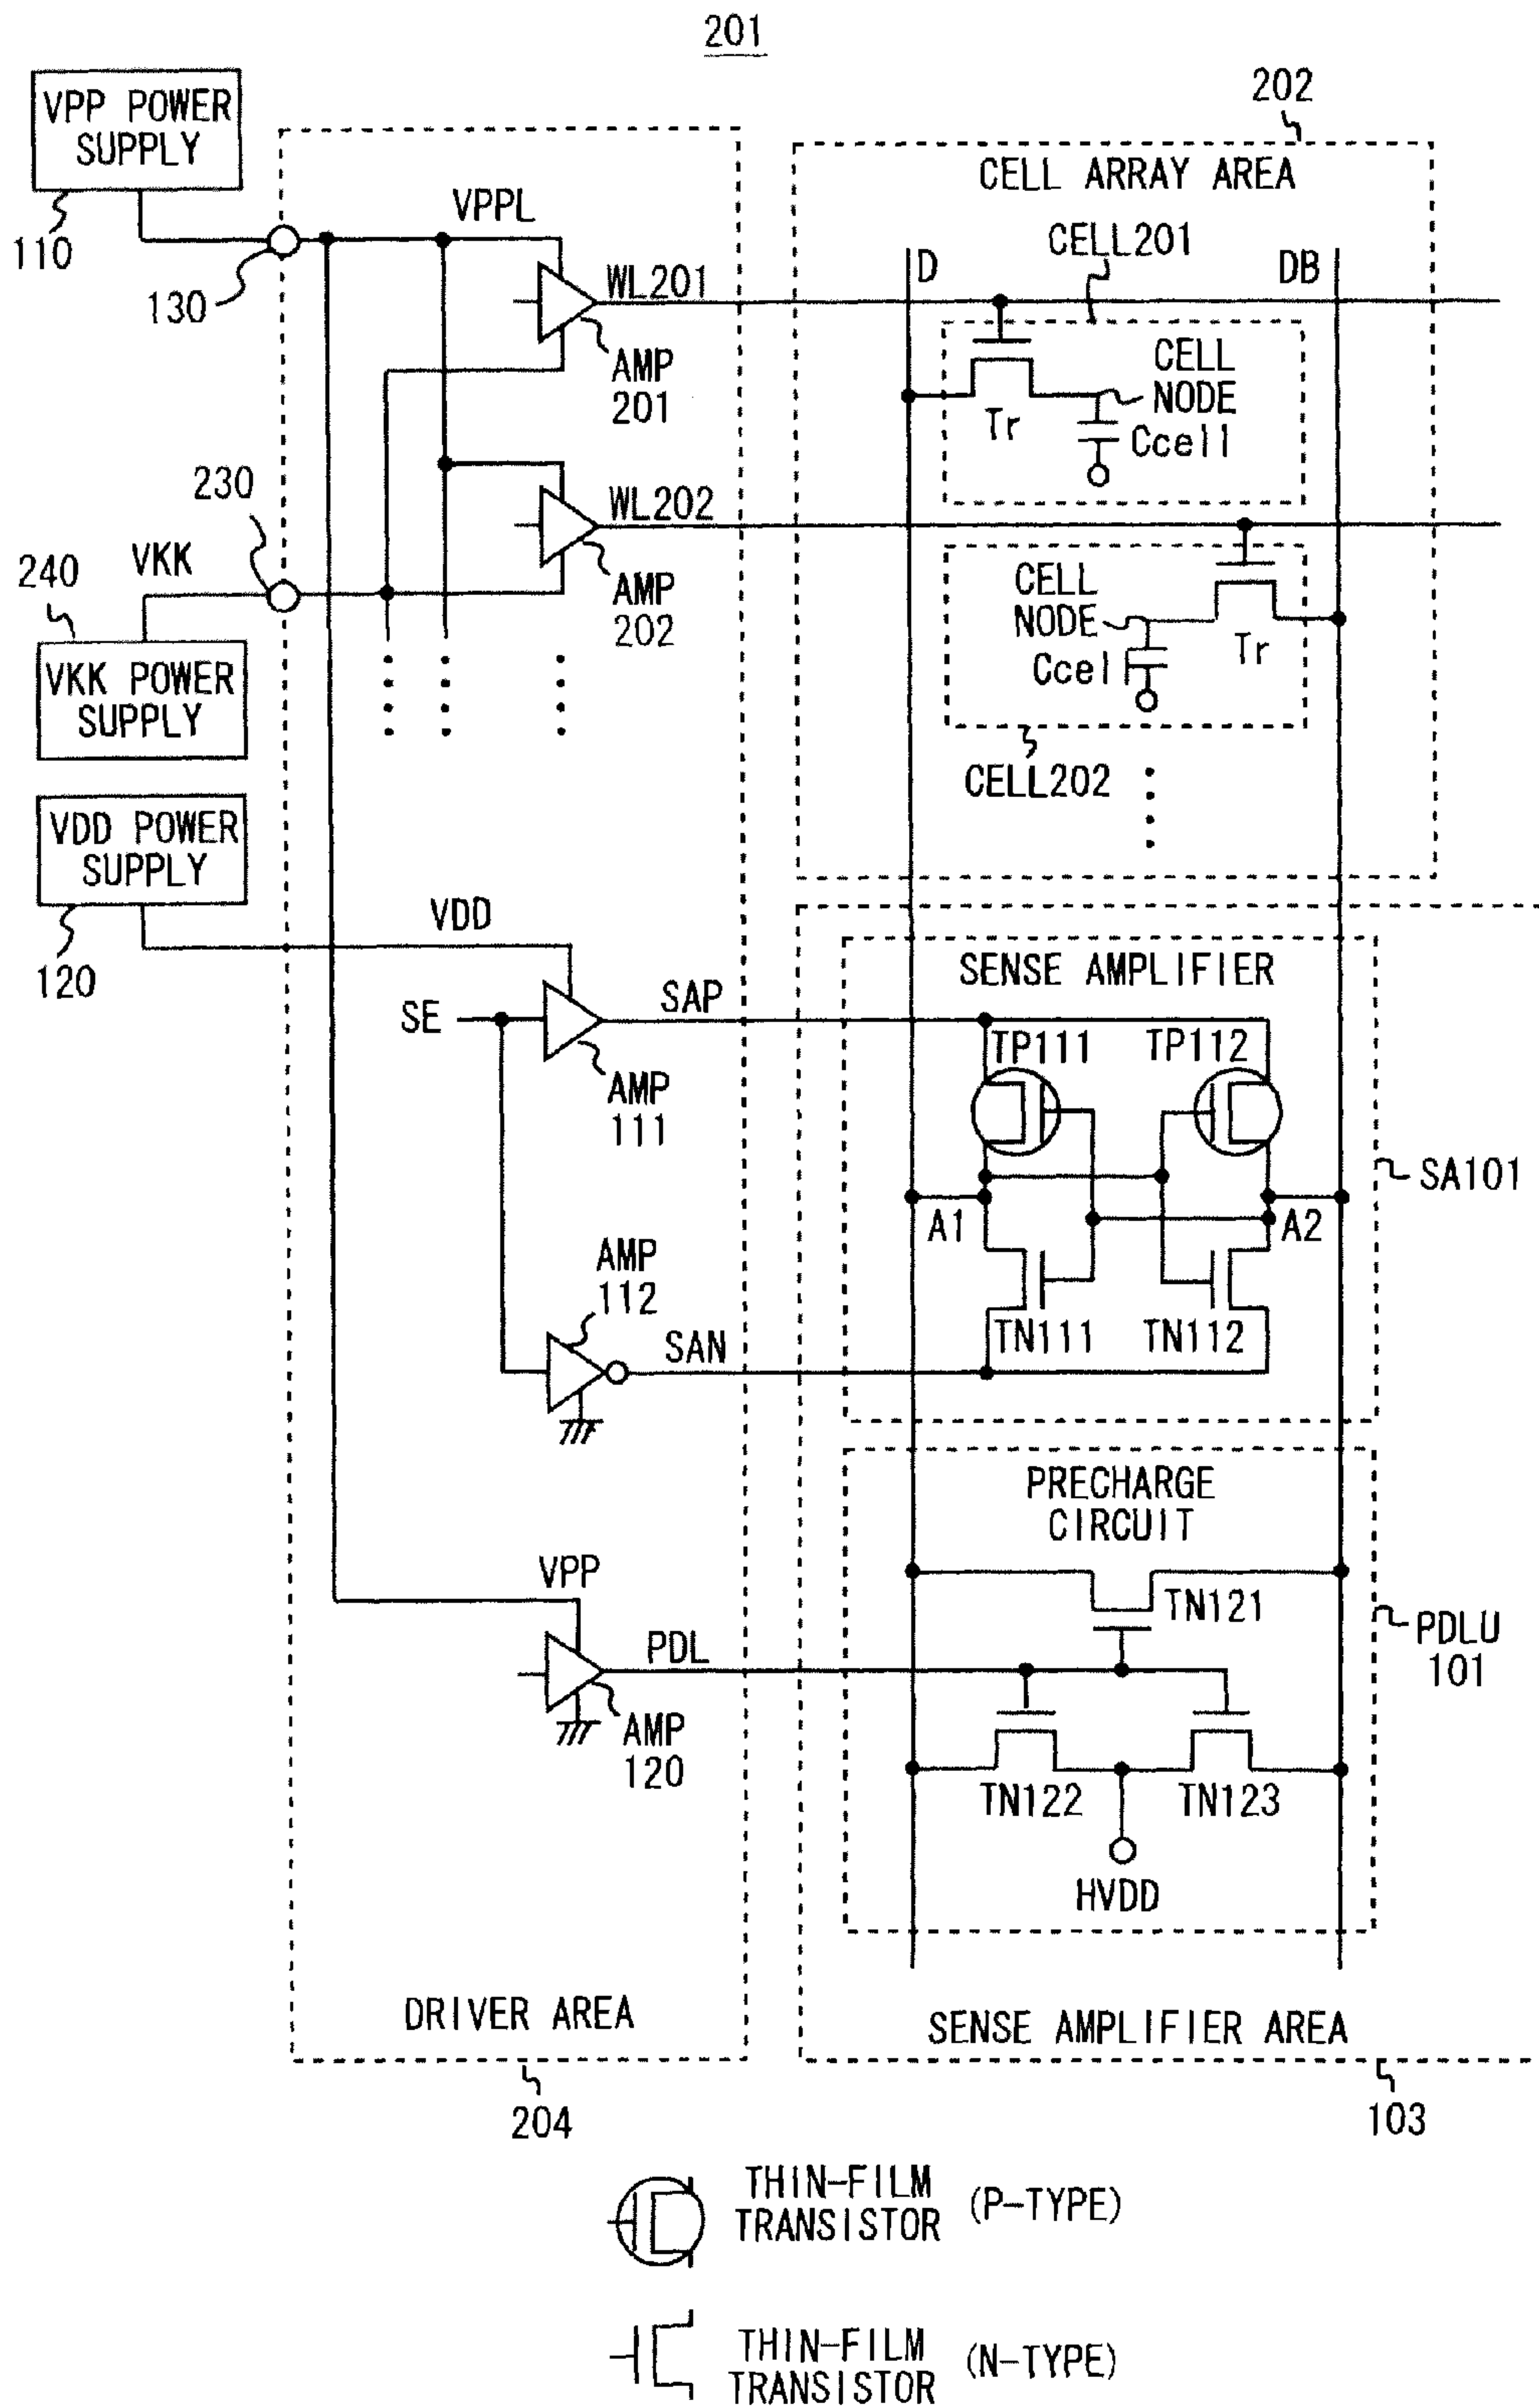 201
VPP POWER
SUPPLY
110
130
VPPL
WL201
AMP
201
202
CELL ARRAY AREA
CELL201
D
DB
CELL
NODE
Tr
Ccell
230
VKK
240
VKK POWER
SUPPLY
WL202
AMP
202
CELL
NODE
Tr
Ccell
CELL202
VDD POWER
SUPPLY
120
VDD
SE
SAP
AMP
111
SENSE AMPLIFIER
TP111
TP112
SA101
A1
A2
AMP
112
SAN
TN111
TN112
PRECHARGE
CIRCUIT
VPP
PDL
AMP
120
TN121
PDLU
101
TN122
TN123
HVDD
DRIVER AREA
SENSE AMPLIFIER AREA
204
103
THIN-FILM
TRANSISTOR
(P-TYPE)
THIN-FILM
TRANSISTOR
(N-TYPE)